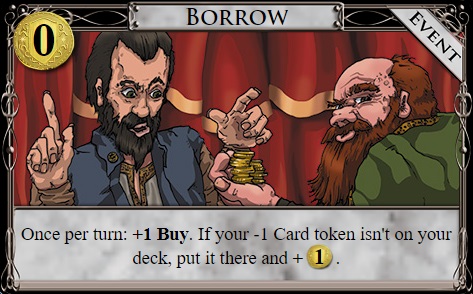 BORROW
0
EVENT
Once per turn: +1 Buy. If your -1 Card token isn't on your
deck, put it there and + 1 .